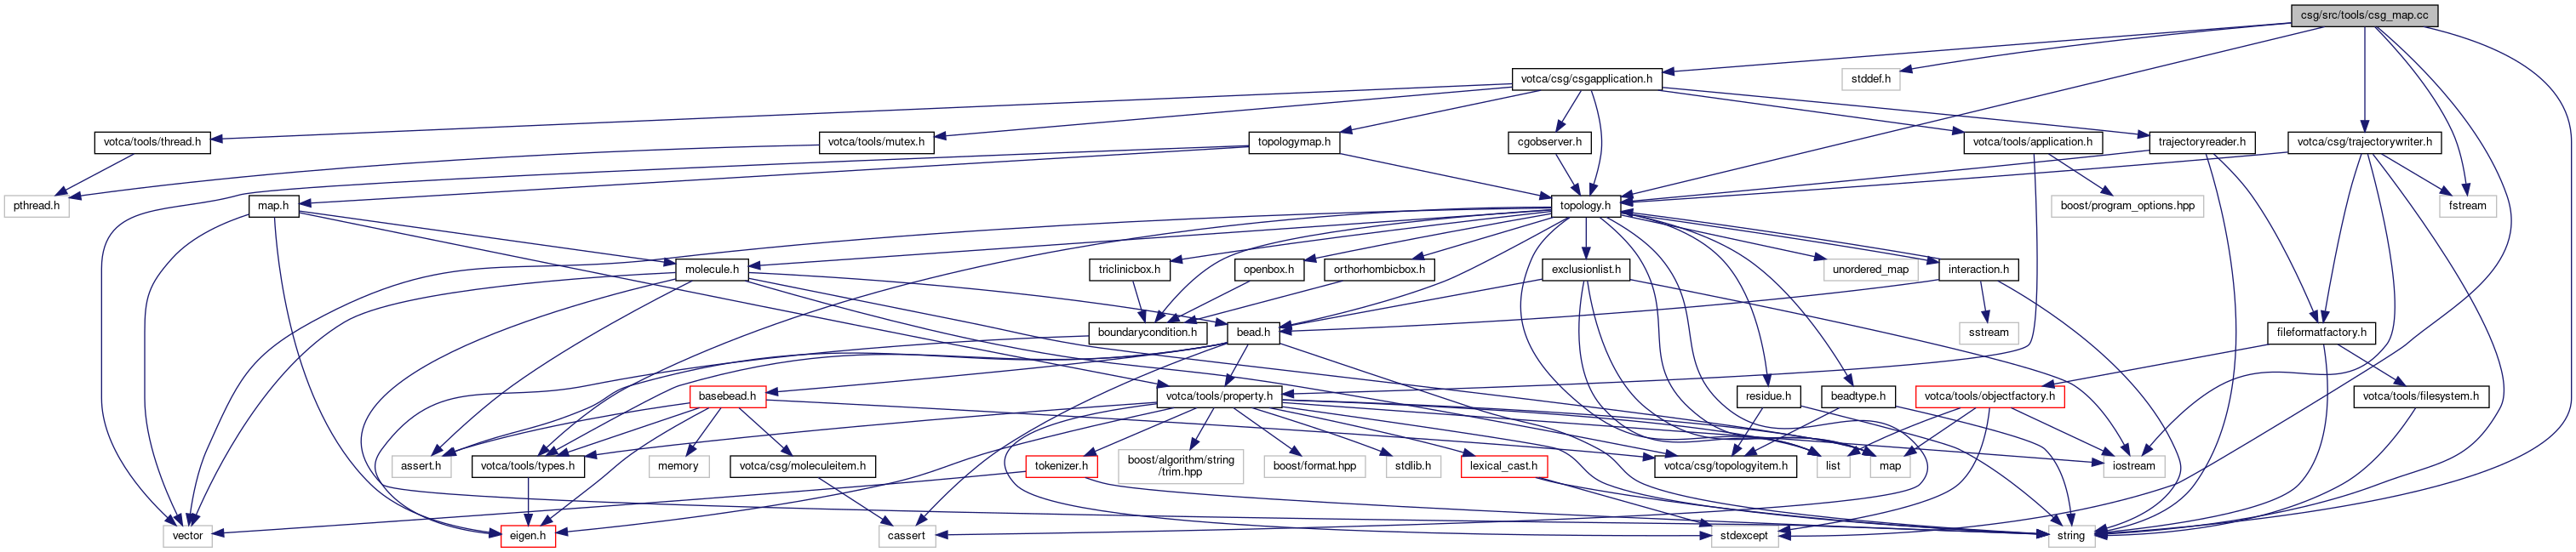 csg/src/tools/csg_map.cc
votca/csg/csgapplication.h
stddef.h
votca/tools/thread.h
votca/tools/mutex.h
topologymap.h
cgobserver.h
votca/tools/application.h
trajectoryreader.h
votca/csg/trajectorywriter.h
pthread.h
map.h
topology.h
boost/program_options.hpp
fstream
molecule.h
triclinicbox.h
openbox.h
orthorhombicbox.h
exclusionlist.h
unordered_map
interaction.h
boundarycondition.h
bead.h
sstream
fileformatfactory.h
basebead.h
votca/tools/property.h
residue.h
beadtype.h
votca/tools/objectfactory.h
votca/tools/filesystem.h
assert.h
votca/tools/types.h
memory
votca/csg/moleculeitem.h
tokenizer.h
boost/algorithm/string
/trim.hpp
boost/format.hpp
stdlib.h
lexical_cast.h
votca/csg/topologyitem.h
list
map
iostream
vector
eigen.h
cassert
stdexcept
string